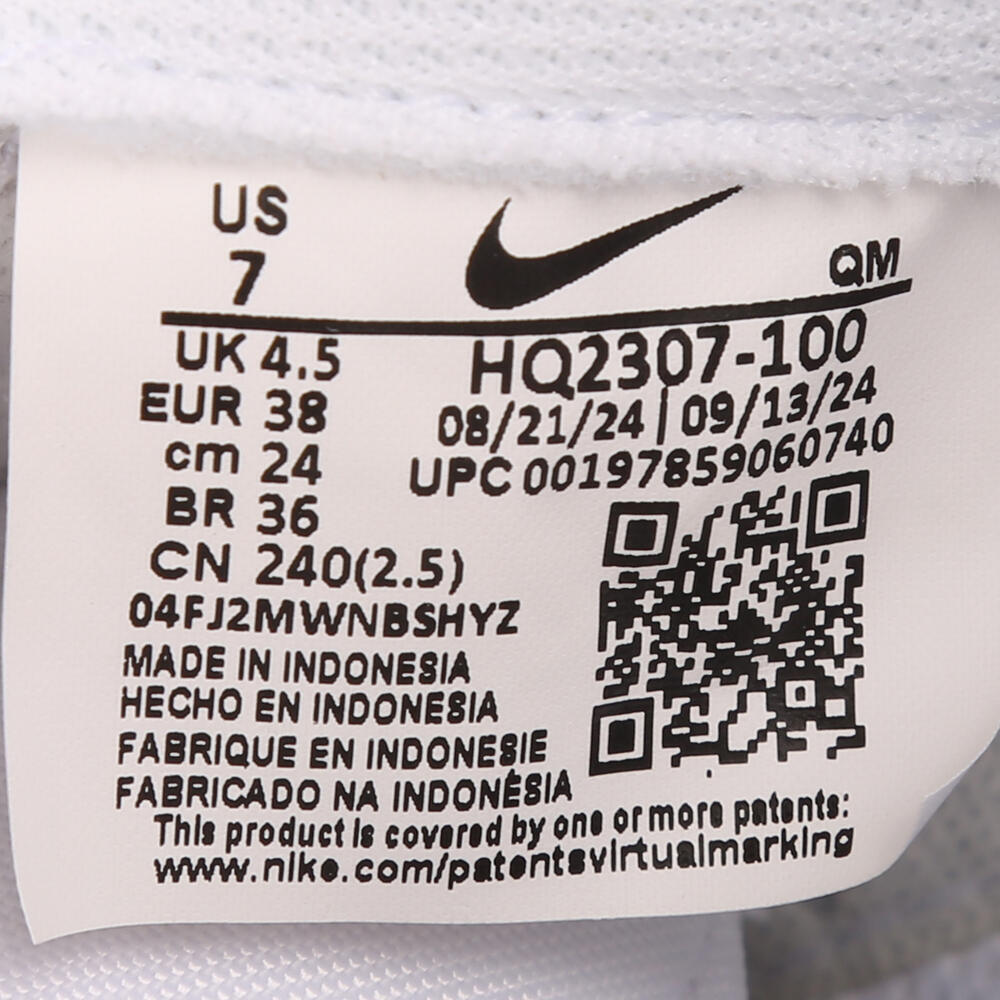 US
7
QM
UK 4.5
EUR 38
cm 24
BR 36
CN 240(2.5)
HQ2307-100
08/21/24 | 09/13/24
UPC 00197859060740
04FJ2MWNBSHYZ
MADE IN INDONESIA
HECHO EN INDONESIA
FABRIQUE EN INDONESIE
FABRICADO NA INDONÉSIA
This product is covered by one or more patents:
www.nike.com/patentsvirtualmarking